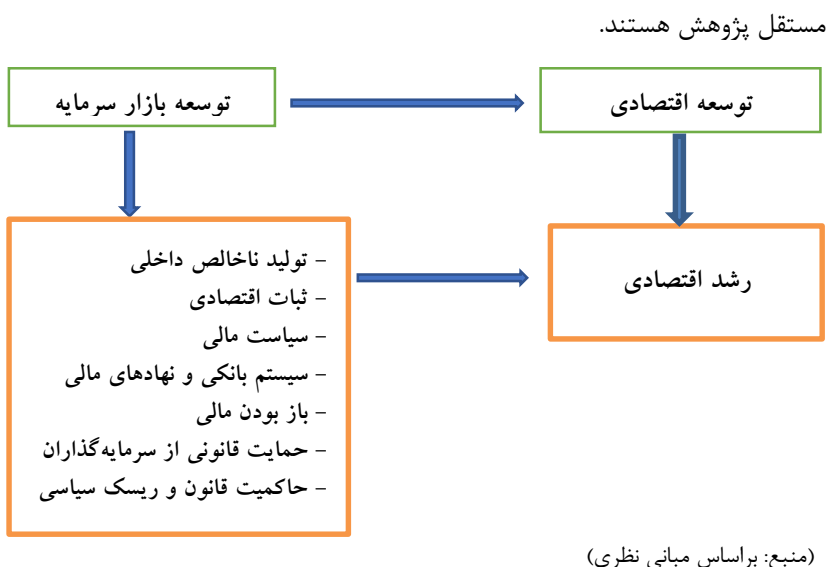 مستقل پژوهش هستند.
توسعه اقتصادی
توسعه بازار سرمایه
رشد اقتصادی
- تولید ناخالص داخلی
- ثبات اقتصادی
- سیاست مالی
- سیستم بانکی و نهادهای مالی
- باز بودن مالی
- حمایت قانونی از سرمایه‌گذاران
- حاکمیت قانون و ریسک سیاسی
(منبع: براساس مبانی نظری)